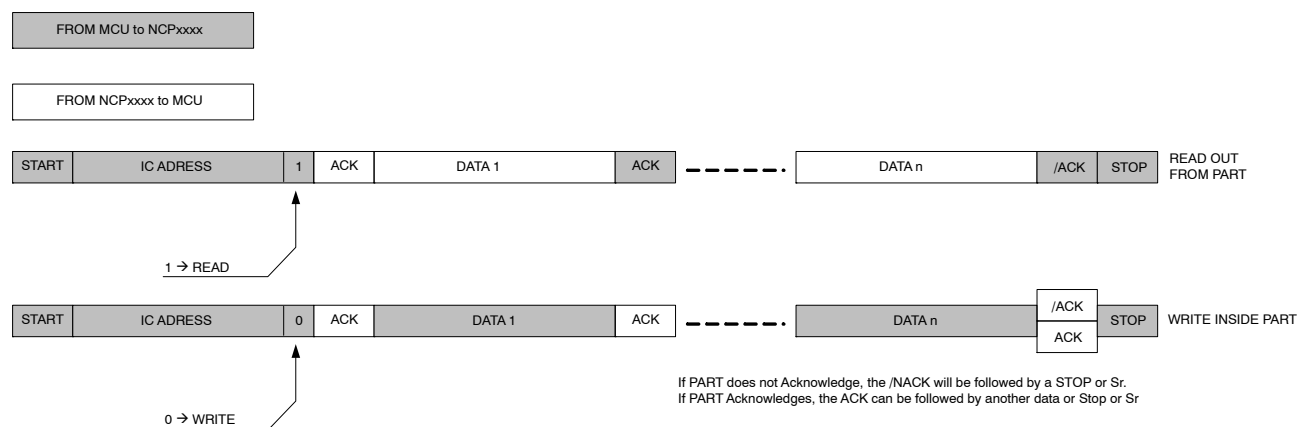 FROM MCU to NCPxxxx
FROM NCPxxxx to MCU
START IC ADRESS 1 ACK DATA 1 ACK DATA n /ACK STOP READ OUT
FROM PART
1 → READ
START IC ADRESS 0 ACK DATA 1 ACK DATA n /ACK STOP WRITE INSIDE PART
ACK
If PART does not Acknowledge, the /NACK will be followed by a STOP or Sr.
If PART Acknowledges, the ACK can be followed by another data or Stop or Sr
0 → WRITE